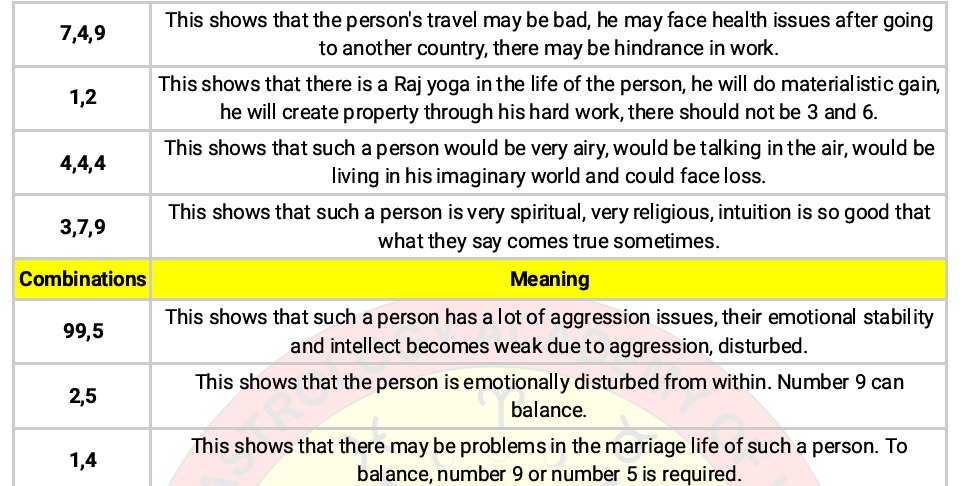 7,4,9
This shows that the person's travel may be bad, he may face health issues after going
to another country, there may be hindrance in work.
1,2
This shows that there is a Raj yoga in the life of the person, he will do materialistic gain,
he will create property through his hard work, there should not be 3 and 6.
4,4,4
This shows that such a person would be very airy, would be talking in the air, would be
living in his imaginary world and could face loss.
3,7,9
This shows that such a person is very spiritual, very religious, intuition is so good that
what they say comes true sometimes.
Combinations
Meaning
99,5
This shows that such a person has a lot of aggression issues, their emotional stability
and intellect becomes weak due to aggression, disturbed.
2,5
This shows that the person is emotionally disturbed from within. Number 9 can
balance.
1,4
This shows that there may be problems in the marriage life of such a person. To
balance, number 9 or number 5 is required.
ASTROLOGY ACADEMY OF